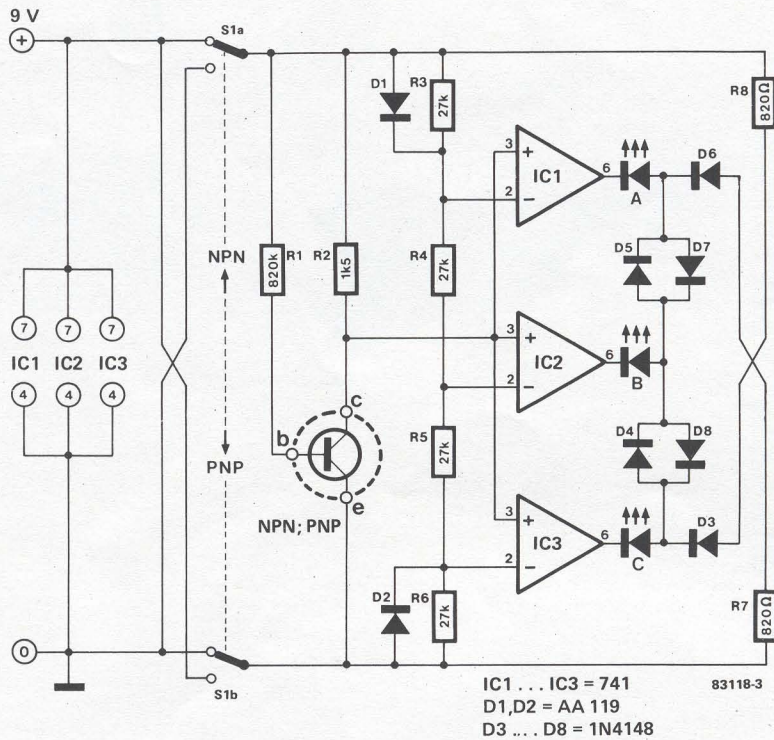 9 V
+
S1a
D1
R3
27k
R8
820Ω
3
+
IC1
2
−
6
A
D6
NPN
R1
820k
R2
1k5
R4
27k
D5
D7
7
7
7
IC1
IC2
IC3
4
4
4
3
+
IC2
2
−
6
B
c
b
e
R5
27k
D4
D8
PNP
NPN; PNP
3
+
IC3
2
−
6
C
D3
D2
R6
27k
R7
820Ω
0
S1b
IC1 . . . IC3 = 741
83118-3
D1,D2 = AA 119
D3 . . . D8 = 1N4148